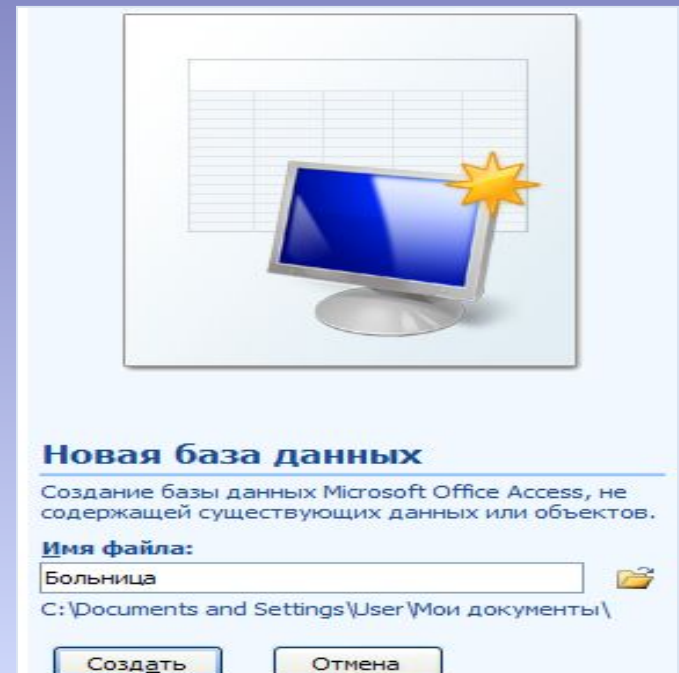 Новая база данных
Создание базы данных Microsoft Office Access, не
содержащей существующих данных или объектов.
Имя файла:
Больница
C:\Documents and Settings\User\Мои документы\
Создать Отмена